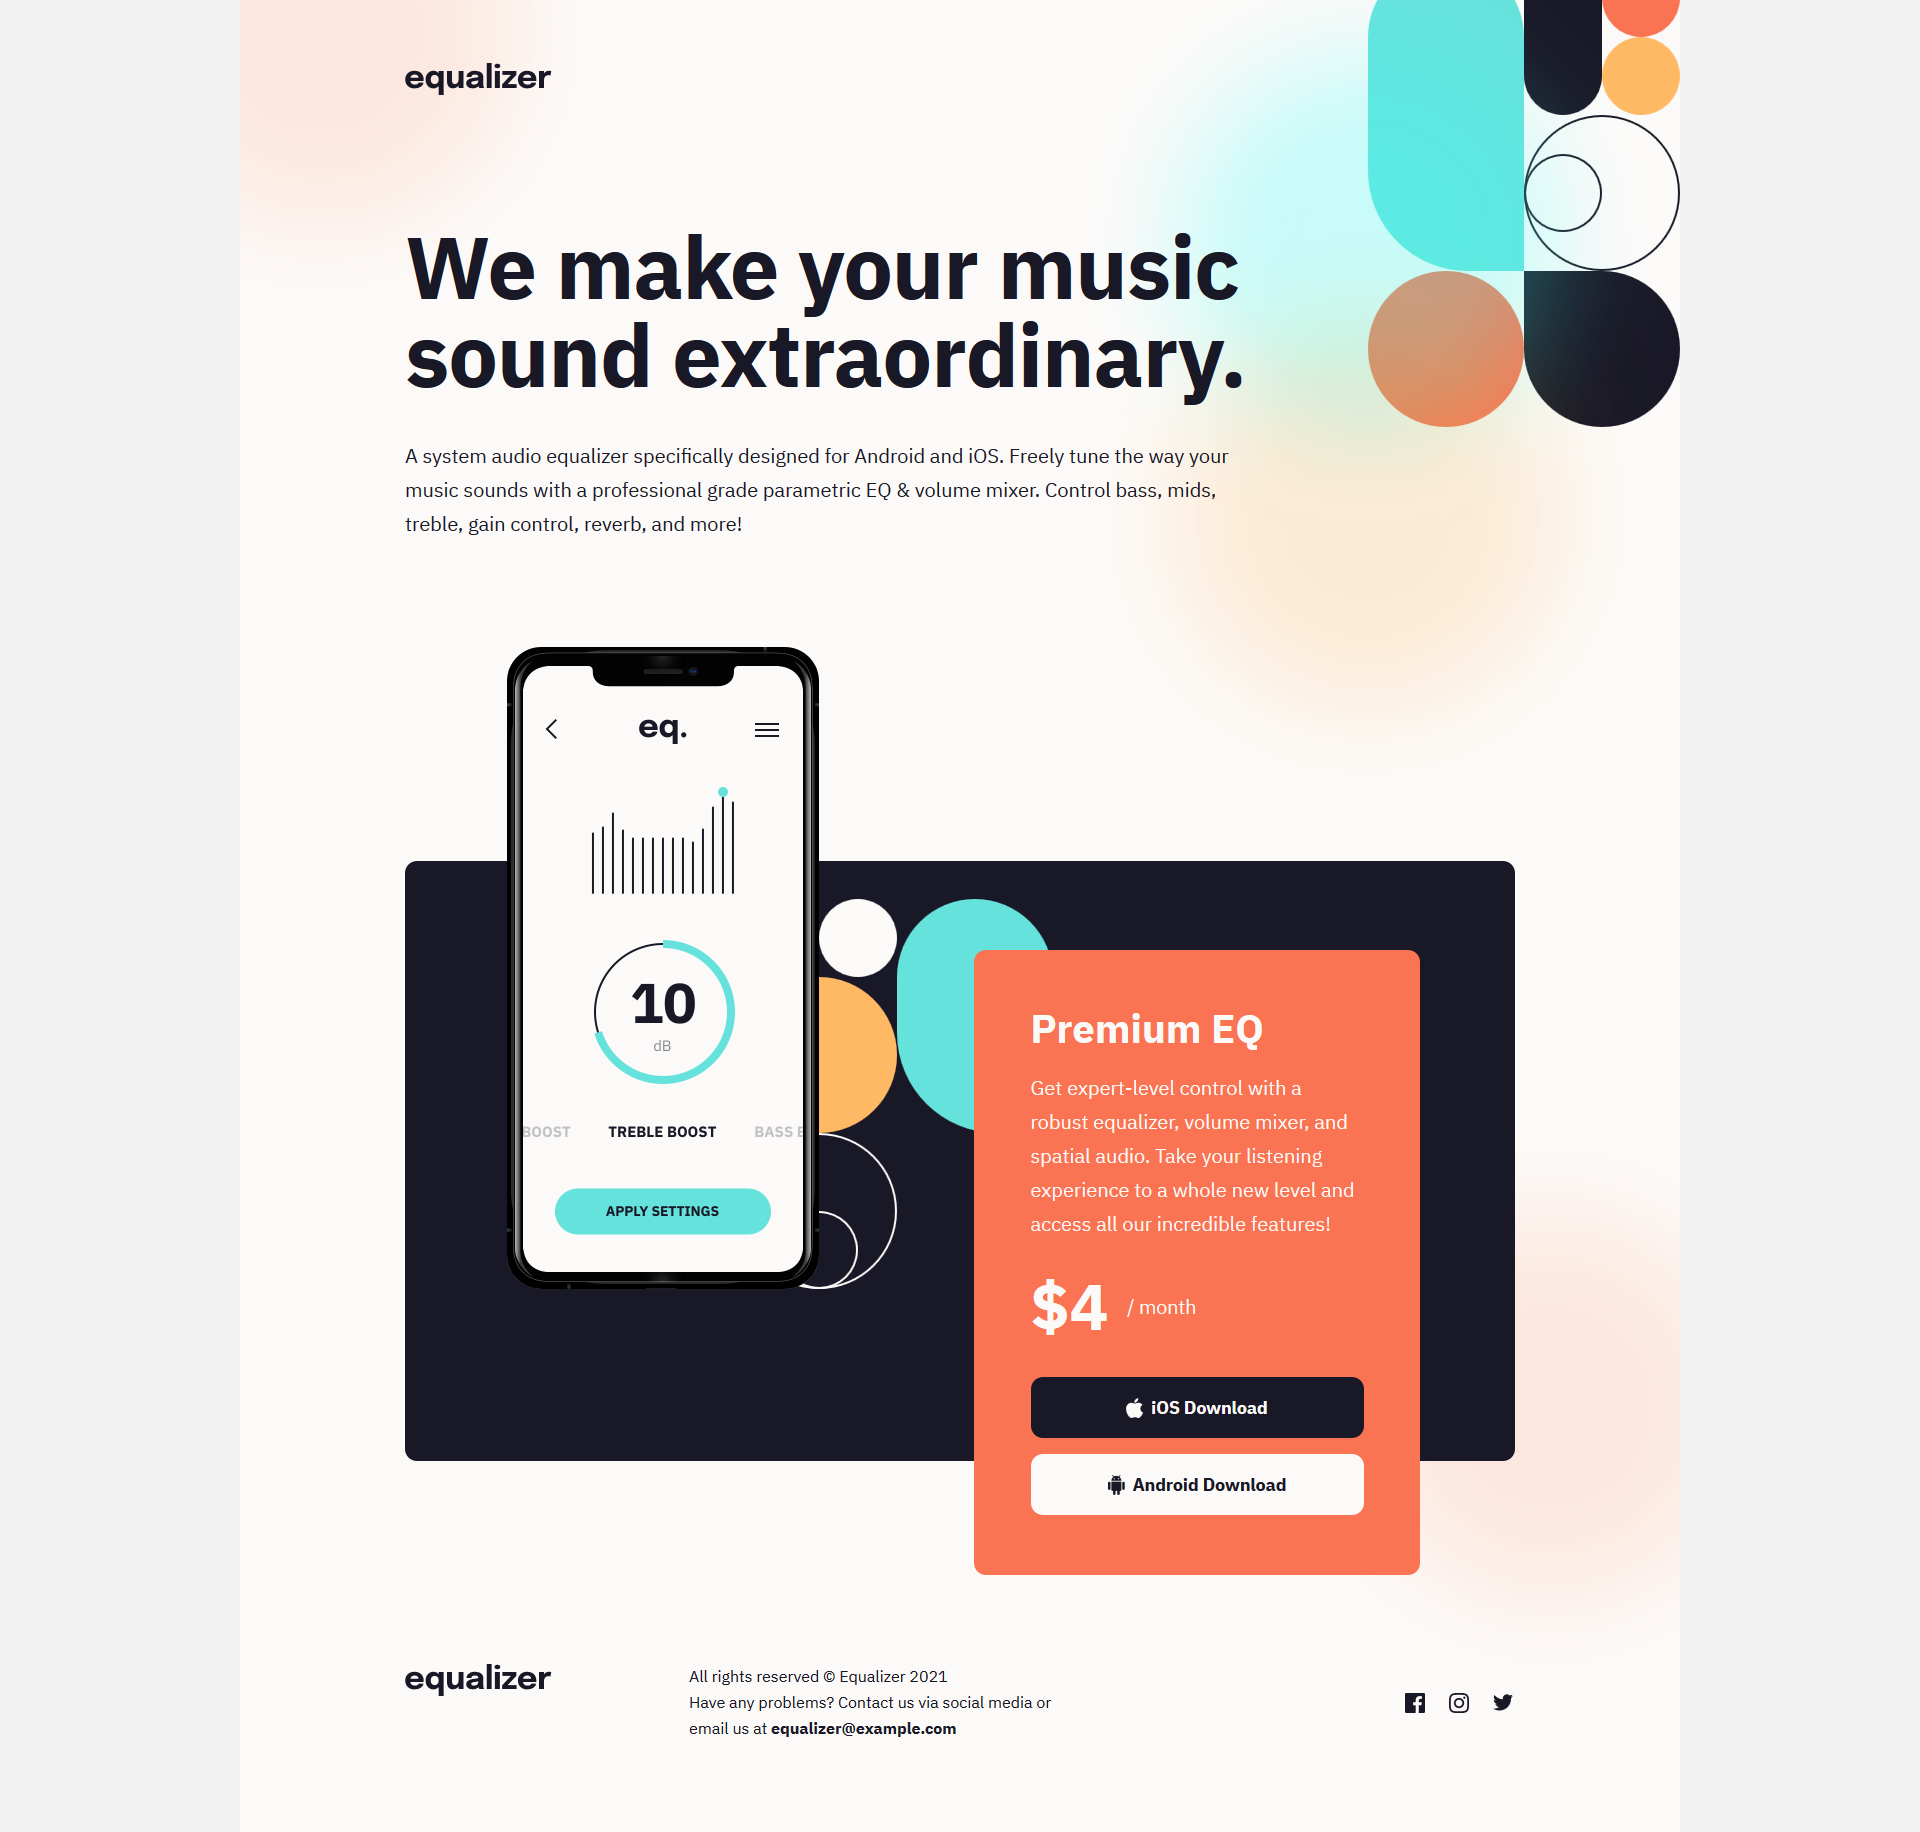 equalizer
We make your music
sound extraordinary.
A system audio equalizer specifically designed for Android and iOS. Freely tune the way your
music sounds with a professional grade parametric EQ & volume mixer. Control bass, mids,
treble, gain control, reverb, and more!
eq.
10
dB
BOOST TREBLE BOOST BASS B
APPLY SETTINGS
Premium EQ
Get expert-level control with a
robust equalizer, volume mixer, and
spatial audio. Take your listening
experience to a whole new level and
access all our incredible features!
$4 / month
iOS Download
Android Download
equalizer
All rights reserved © Equalizer 2021
Have any problems? Contact us via social media or
email us at equalizer@example.com